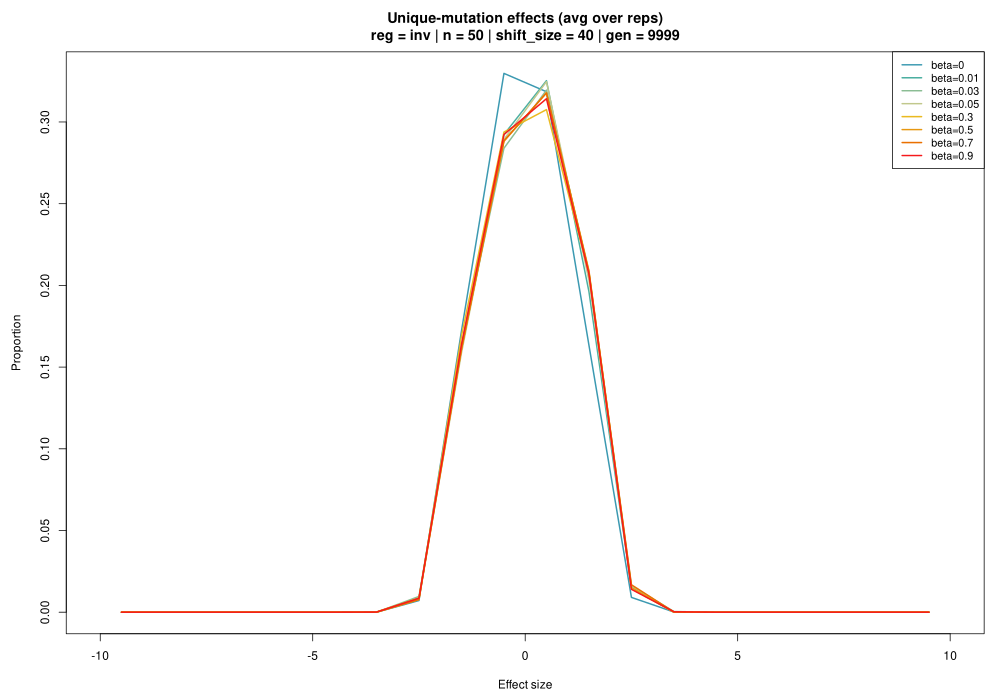 Unique-mutation effects (avg over reps)
reg = inv | n = 50 | shift_size = 40 | gen = 9999
beta=0
beta=0.01
beta=0.03
beta=0.05
beta=0.3
beta=0.5
beta=0.7
beta=0.9
Proportion
0.30
0.25
0.20
0.15
0.10
0.05
0.00
-10
-5
0
5
10
Effect size